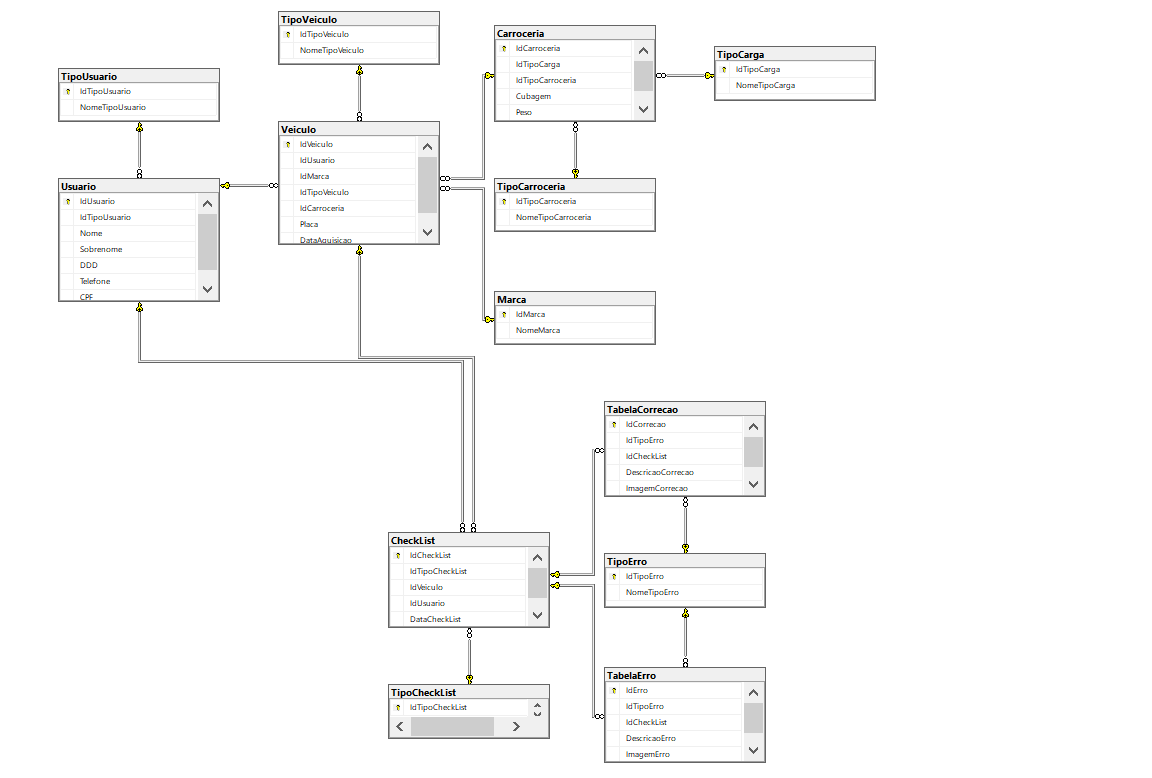 TipoVeiculo
IdTipoVeiculo
NomeTipoVeiculo
Carroceria
IdCarroceria
IdTipoCarga
IdTipoCarroceria
Cubagem
Peso
TipoCarga
IdTipoCarga
NomeTipoCarga
TipoUsuario
IdTipoUsuario
NomeTipoUsuario
Veiculo
IdVeiculo
IdUsuario
IdMarca
IdTipoVeiculo
IdCarroceria
Placa
DataAquisicao
Usuario
IdUsuario
IdTipoUsuario
Nome
Sobrenome
DDD
Telefone
CPF
TipoCarroceria
IdTipoCarroceria
NomeTipoCarroceria
Marca
IdMarca
NomeMarca
TabelaCorrecao
IdCorrecao
IdTipoErro
IdCheckList
DescricaoCorrecao
ImagemCorrecao
CheckList
IdCheckList
IdTipoCheckList
IdVeiculo
IdUsuario
DataCheckList
TipoErro
IdTipoErro
NomeTipoErro
TipoCheckList
IdTipoCheckList
TabelaErro
IdErro
IdTipoErro
IdCheckList
DescricaoErro
ImagemErro